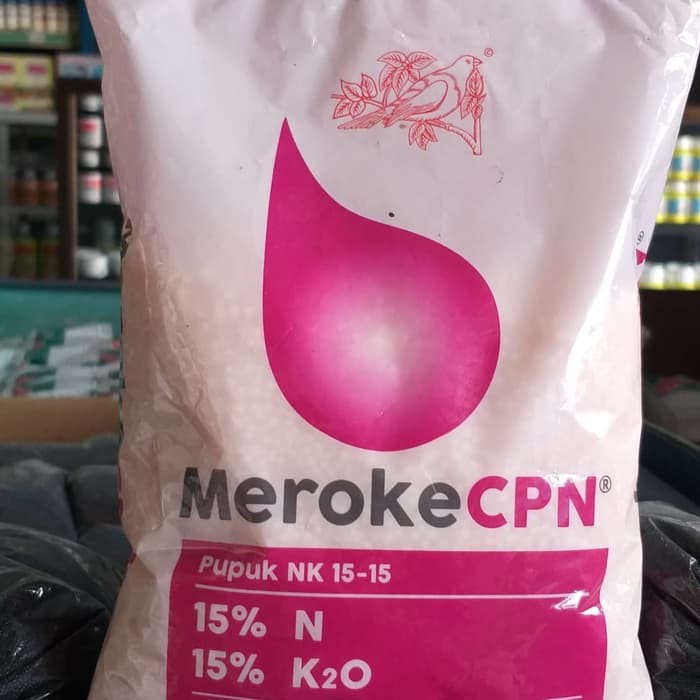 ©
MerokeCPN®
Pupuk NK 15-15
15% N
15% K₂O